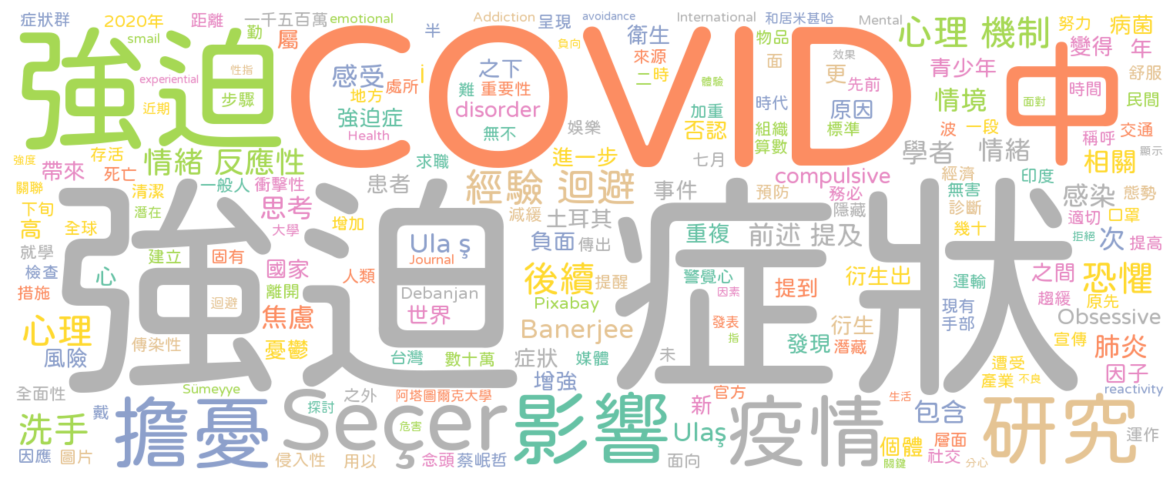 症狀群 2020年 距離 一千五百萬 emotional Addiction 呈現 avoidance International 和居米甚哈 Mental 努力 病菌
smail 勤 屬 半 負向 衛生 物品 心理 機制 變得 年
強迫 COVID 中
experiential 性指 感受 處所 i 之下 來源 二 時 面 效果 更 先前 青少年 時間 舒服
近期 步驟 地方 難 重要性 體驗 時代 原因 情境 面對 民間
強迫症 disorder 加重 組織 標準 波 一段 稱呼 交通
Health 無不 娛樂 否認 算數 學者 情緒 相關 顯示
強度 帶來 存活 死亡 情緒 反應性 求職 進一步 七月 compulsive 經濟 印度
關聯 清潔 一般人 衝擊性 患者 經驗 迴避 事件 預防 務必 無害 感染 態勢
下旬 潛在 思考 大學 增加 減緩 土耳其 隱藏 診斷 適切 口罩
高 全球 Ulaş 負面 傳出 重複 前述 提及 幾十 拒絕 次 提高
就學 建立 固有 國家 Journal
強迫症狀
檢查 心 人類 後續 提醒 警覺心 提到 衍生出 運輸 之間 恐懼
措施 迴避 離開 Debanjan Pixabay 因素 現有 趨緩 原先
心理 焦慮 世界 Banerjee 發表 衍生 手部 Obsessive
風險 傳染性 憂鬱 指 發現 潛藏 宣傳 肺炎
台灣 數十萬 症狀 媒體 未 遭受 因子
全面性 Sümeyye 之外 阿塔圖爾克大學 增強 官方 生活 產業 不良 reactivity
洗手 戴 擔憂 探討 Seçer 危害 影響 新 Ulaş 疫情 包含 研究
個體 層面 運作
因應 圖片 侵入性 用以 念頭 蔡岷哲 面向 關鍵 社交 分心